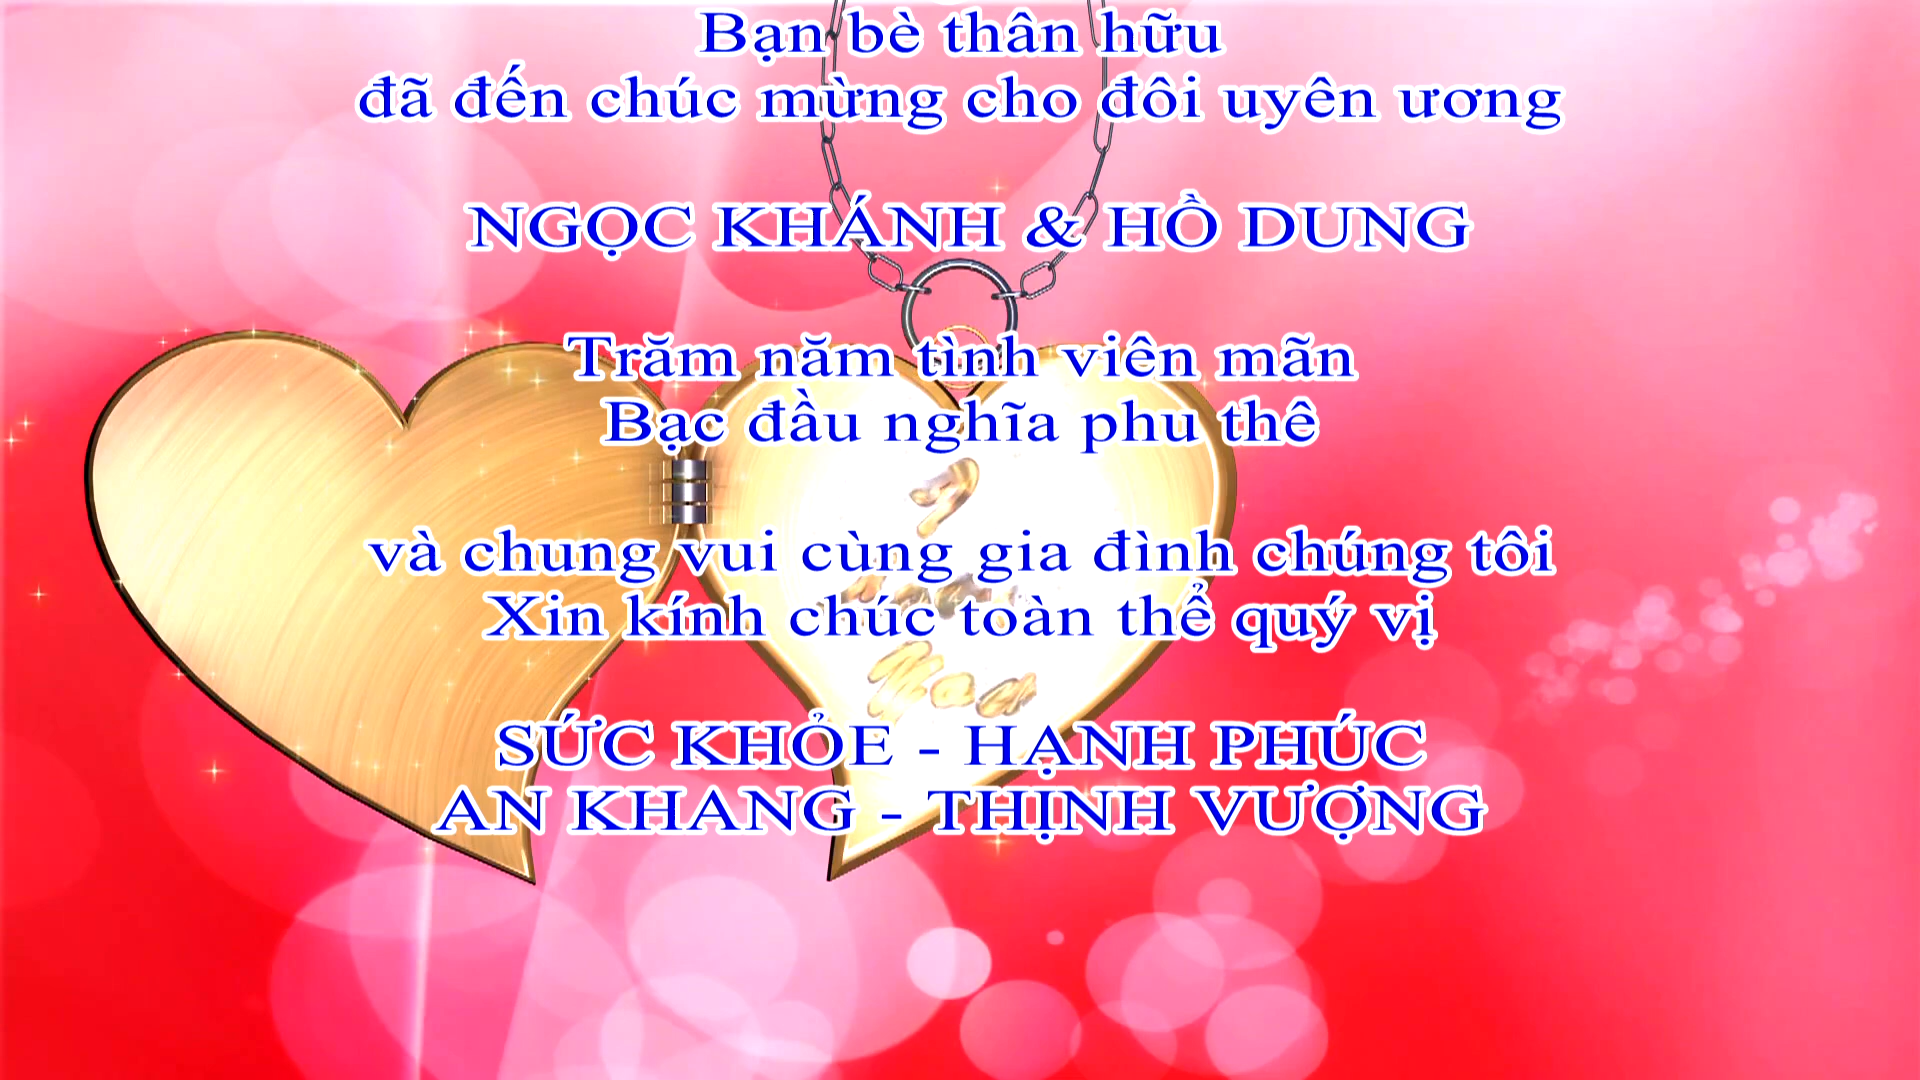 Bạn bè thân hữu
đã đến chúc mừng cho đôi uyên ương
NGỌC KHÁNH & HỒ DUNG
Trăm năm tình viên mãn
Bạc đầu nghĩa phu thê
và chung vui cùng gia đình chúng tôi
Xin kính chúc toàn thể quý vị
SỨC KHỎE - HẠNH PHÚC
AN KHANG - THỊNH VƯỢNG